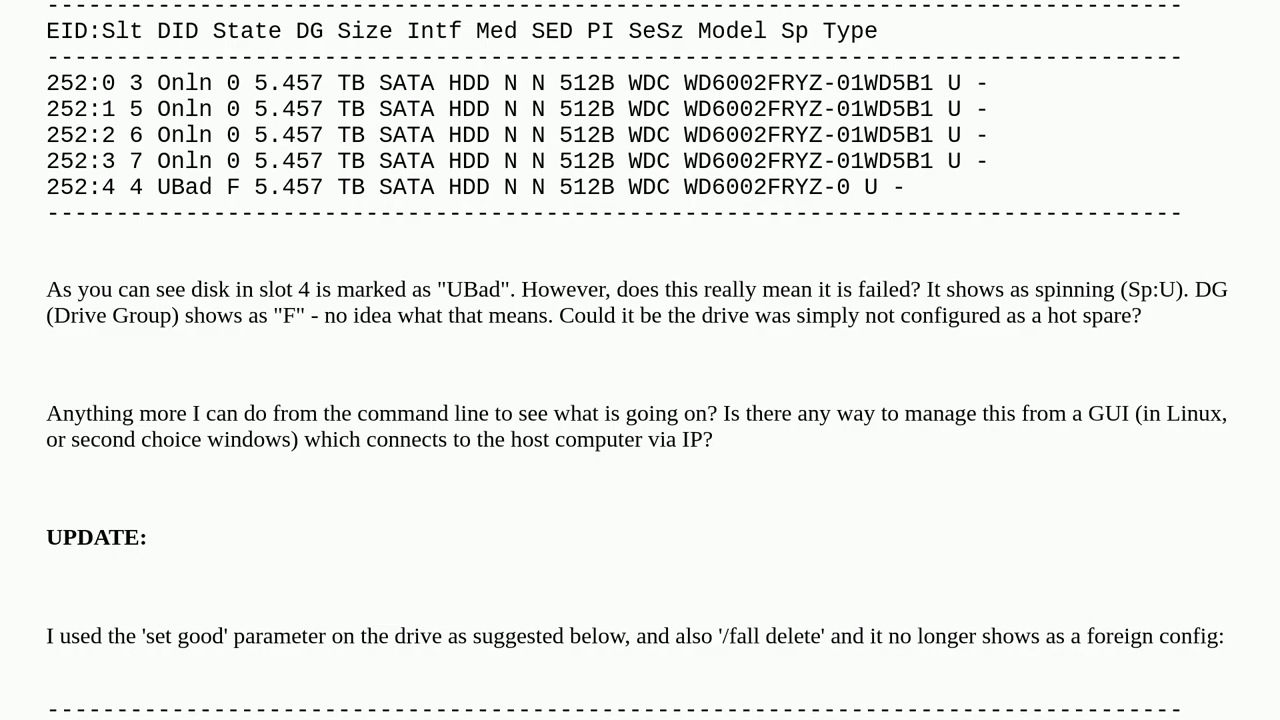 -----------------------------------------------------------------------------------
EID:Slt DID State DG Size Intf Med SED PI SeSz Model Sp Type
-----------------------------------------------------------------------------------
252:0 3 Onln 0 5.457 TB SATA HDD N N 512B WDC WD6002FRYZ-01WD5B1 U -
252:1 5 Onln 0 5.457 TB SATA HDD N N 512B WDC WD6002FRYZ-01WD5B1 U -
252:2 6 Onln 0 5.457 TB SATA HDD N N 512B WDC WD6002FRYZ-01WD5B1 U -
252:3 7 Onln 0 5.457 TB SATA HDD N N 512B WDC WD6002FRYZ-01WD5B1 U -
252:4 4 UBad F 5.457 TB SATA HDD N N 512B WDC WD6002FRYZ-0 U -
-----------------------------------------------------------------------------------
As you can see disk in slot 4 is marked as "UBad". However, does this really mean it is failed? It shows as spinning (Sp:U). DG
(Drive Group) shows as "F" - no idea what that means. Could it be the drive was simply not configured as a hot spare?
Anything more I can do from the command line to see what is going on? Is there any way to manage this from a GUI (in Linux,
or second choice windows) which connects to the host computer via IP?
UPDATE:
I used the 'set good' parameter on the drive as suggested below, and also '/fall delete' and it no longer shows as a foreign config:
-----------------------------------------------------------------------------------